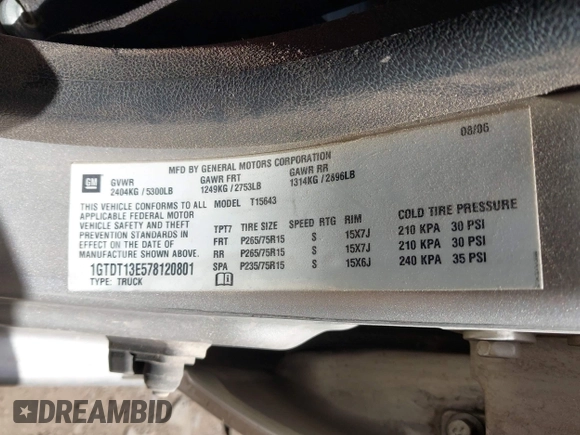 08/06
MFD BY GENERAL MOTORS CORPORATION
GM
GVWR GAWR FRT GAWR RR
2404KG / 5300LB 1249KG / 2753LB 1314KG / 2896LB
THIS VEHICLE CONFORMS TO ALL MODEL T15643
APPLICABLE FEDERAL MOTOR
VEHICLE SAFETY AND THEFT
PREVENTION STANDARDS IN
EFFECT ON THE DATE OF
MANUFACTURE SHOWN ABOVE.
1GTDT13E578120801
TYPE: TRUCK
TPT7 TIRE SIZE SPEED RTG RIM COLD TIRE PRESSURE
FRT P265/75R15 S 15X7J 210 KPA 30 PSI
RR P265/75R15 S 15X7J 210 KPA 30 PSI
SPA P235/75R15 S 15X6J 240 KPA 35 PSI
DREAMBID